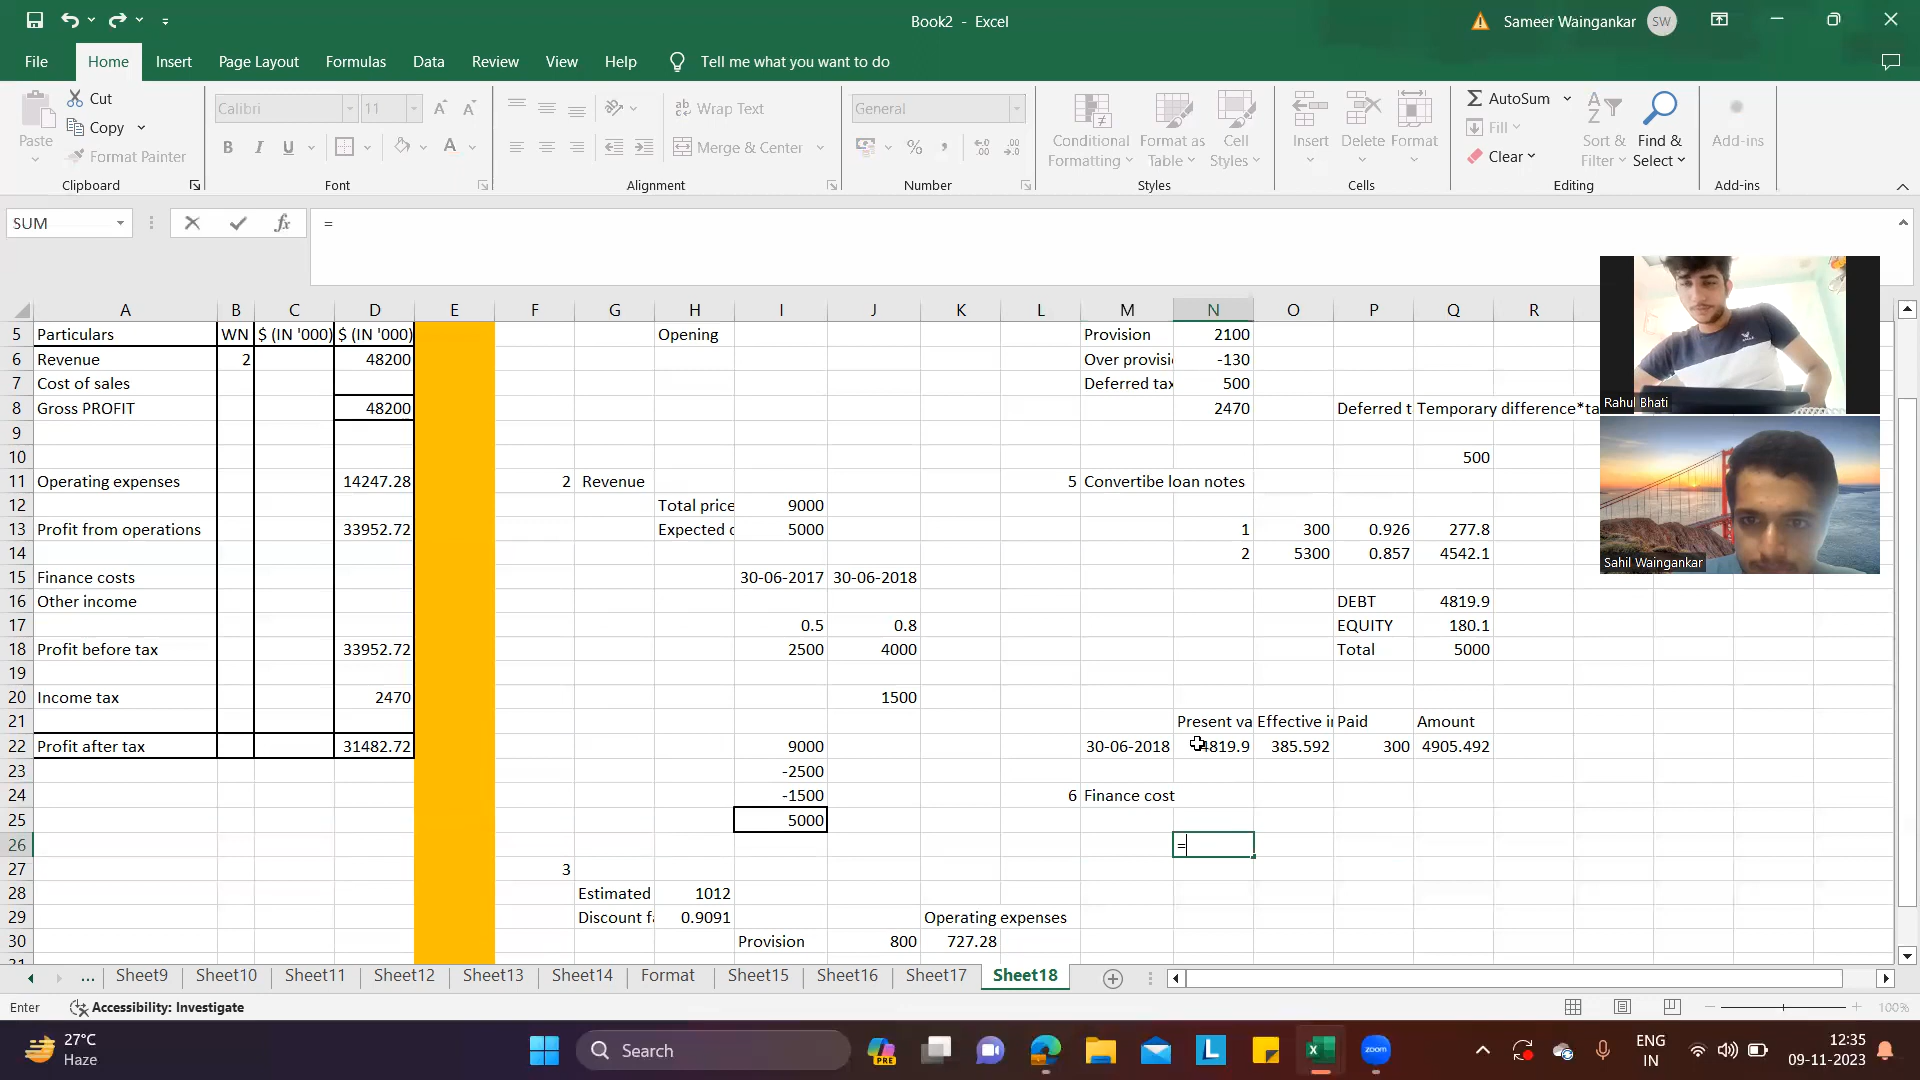 Book2 - Excel
Sameer Waingankar
SW
File Home Insert Page Layout Formulas Data Review View Help Tell me what you want to do
Paste
Cut
Copy
Format Painter
Clipboard
Calibri 11
B I U
Font
Wrap Text
Merge & Center
Alignment
General
Number
Conditional Formatting
Format as Table
Cell Styles
Styles
Insert Delete Format
Cells
AutoSum
Fill
Clear
Sort & Filter
Find & Select
Editing
Add-ins
Add-ins
SUM fx =
A B C D E F G H I J K L M N O P Q R
5 Particulars WN $ (IN '000) $ (IN '000) Opening Provision 2100
6 Revenue 2 48200 Over provisi -130
7 Cost of sales Deferred tax 500
8 Gross PROFIT 48200 2470 Deferred t Temporary difference*ta
9
10 500
11 Operating expenses 14247.28 2 Revenue 5 Convertibe loan notes
12 Total price 9000
13 Profit from operations 33952.72 Expected c 5000 1 300 0.926 277.8
14 2 5300 0.857 4542.1
15 Finance costs 30-06-2017 30-06-2018
16 Other income DEBT 4819.9
17 0.5 0.8 EQUITY 180.1
18 Profit before tax 33952.72 2500 4000 Total 5000
19
20 Income tax 2470 1500
21 Present va Effective i Paid Amount
22 Profit after tax 31482.72 9000 30-06-2018 4819.9 385.592 300 4905.492
23 -2500
24 -1500 6 Finance cost
25 5000
26 =
27 3
28 Estimated 1012
29 Discount f 0.9091 Operating expenses
30 Provision 800 727.28
Rahul Bhati
Sahil Waingankar
... Sheet9 Sheet10 Sheet11 Sheet12 Sheet13 Sheet14 Format Sheet15 Sheet16 Sheet17 Sheet18
Enter Accessibility: Investigate 100%
27°C
Haze
Search
PRE
L
zoom
ENG
IN
12:35
09-11-2023